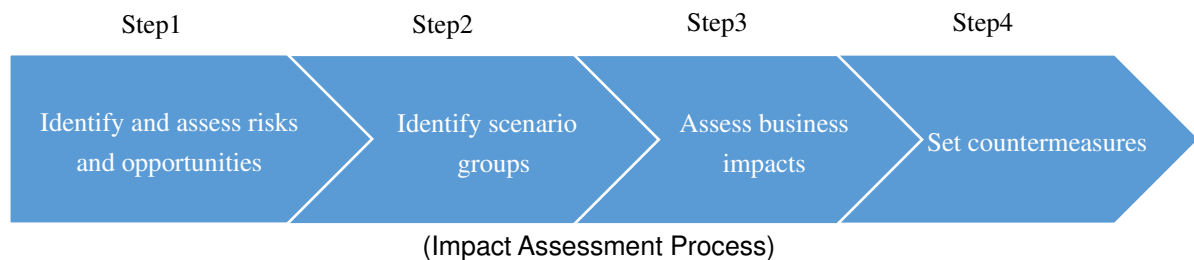 Step1
Step2
Step3
Step4
Identify and assess risks
and opportunities
Identify scenario
groups
Assess business
impacts
Set countermeasures
(Impact Assessment Process)